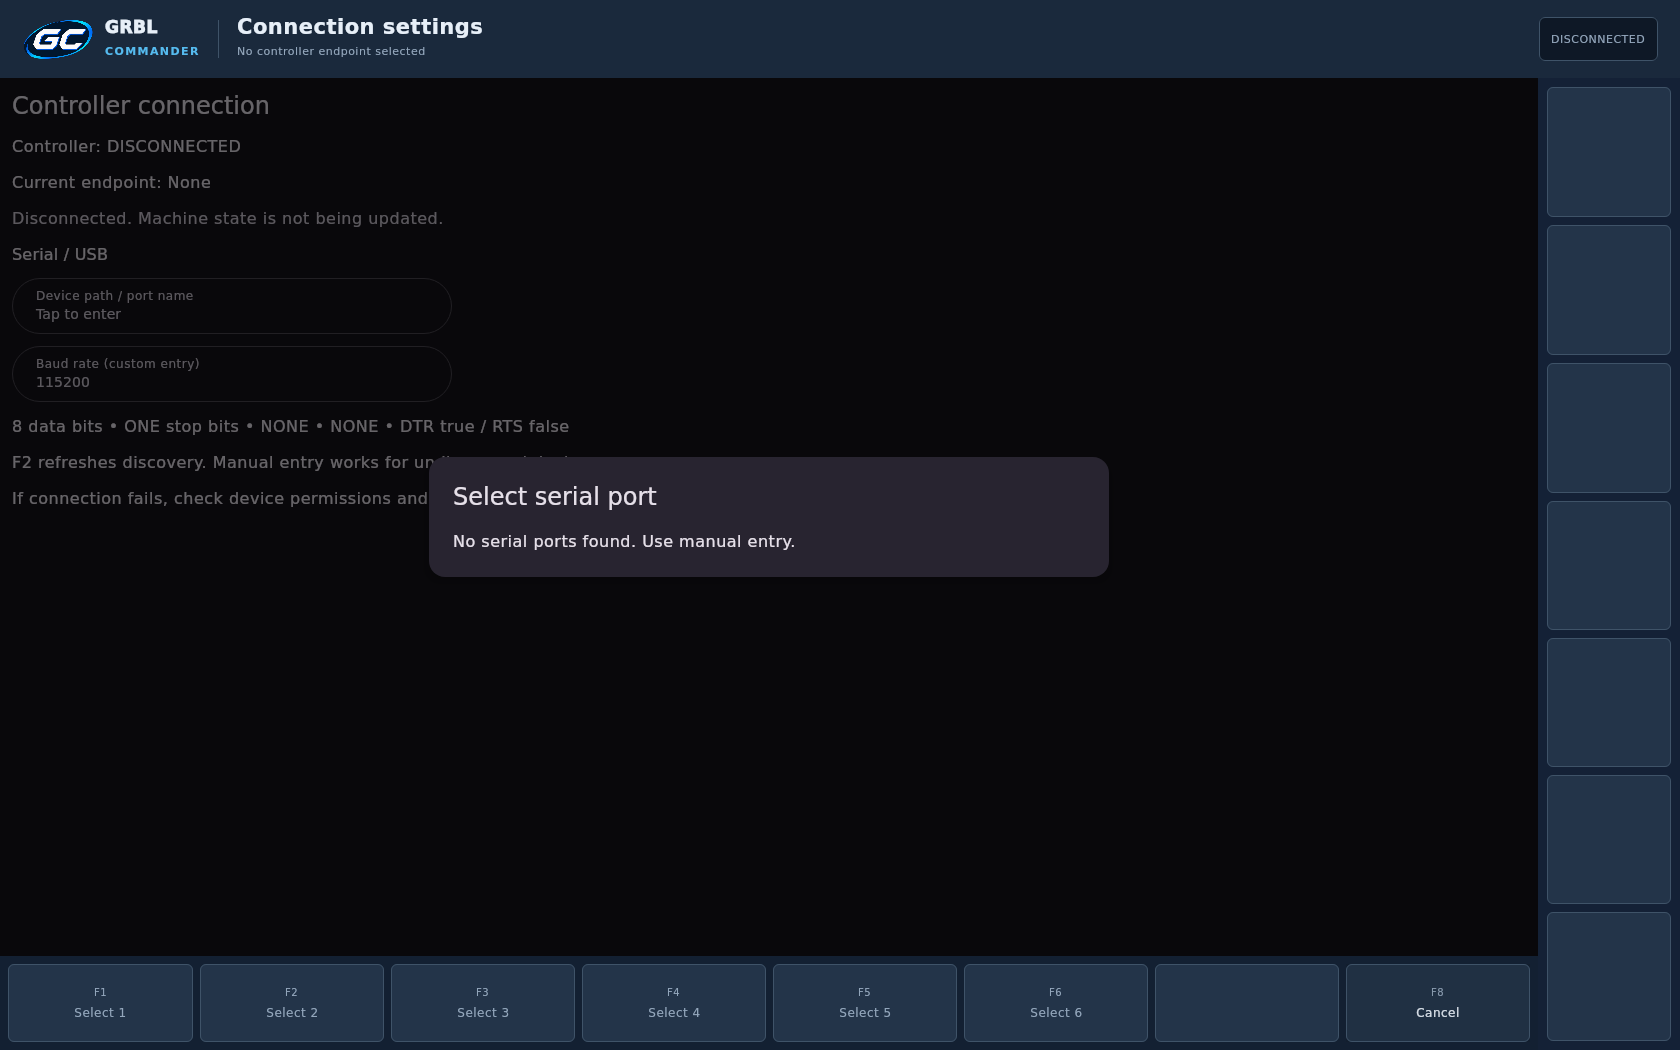 GC
GRBL
COMMANDER
Connection settings
No controller endpoint selected
DISCONNECTED
Controller connection
Controller: DISCONNECTED
Current endpoint: None
Disconnected. Machine state is not being updated.
Serial / USB
Device path / port name
Tap to enter
Baud rate (custom entry)
115200
8 data bits • ONE stop bits • NONE • NONE • DTR true / RTS false
F2 refreshes discovery. Manual entry works for
If connection fails, check device permissions and
Select serial port
No serial ports found. Use manual entry.
F1
Select 1
F2
Select 2
F3
Select 3
F4
Select 4
F5
Select 5
F6
Select 6
F8
Cancel